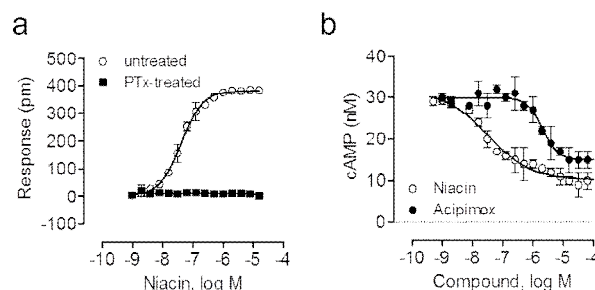 a
500
400
300
200
100
0
-100
Response (pm)
untreated
PTx-treated
-10 -9 -8 -7 -6 -5 -4
Niacin, log M
b
40
30
20
10
0
cAMP (nM)
Niacin
Acipimox
-10 -9 -8 -7 -6 -5 -4
Compound, log M